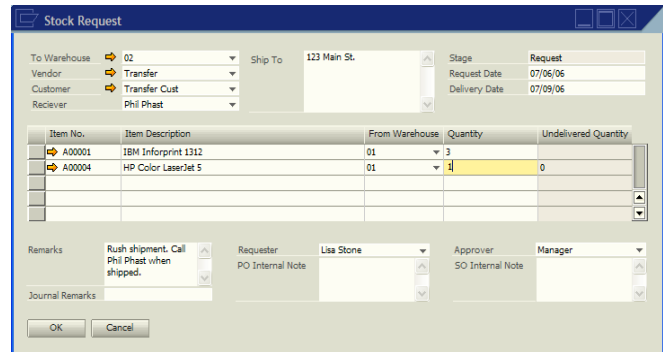 Stock Request
To Warehouse 02
Vendor Transfer
Customer Transfer Cust
Reciever Phil Phast
Ship To 123 Main St.
Stage Request
Request Date 07/06/06
Delivery Date 07/09/06
Item No. Item Description From Warehouse Quantity Undelivered Quantity
A00001 IBM Inforprint 1312 01 3
A00004 HP Color LaserJet 5 01 1 0
Remarks Rush shipment. Call
Phil Phast when
shipped.
Journal Remarks
Requester Lisa Stone
PO Internal Note
Approver Manager
SO Internal Note
OK Cancel